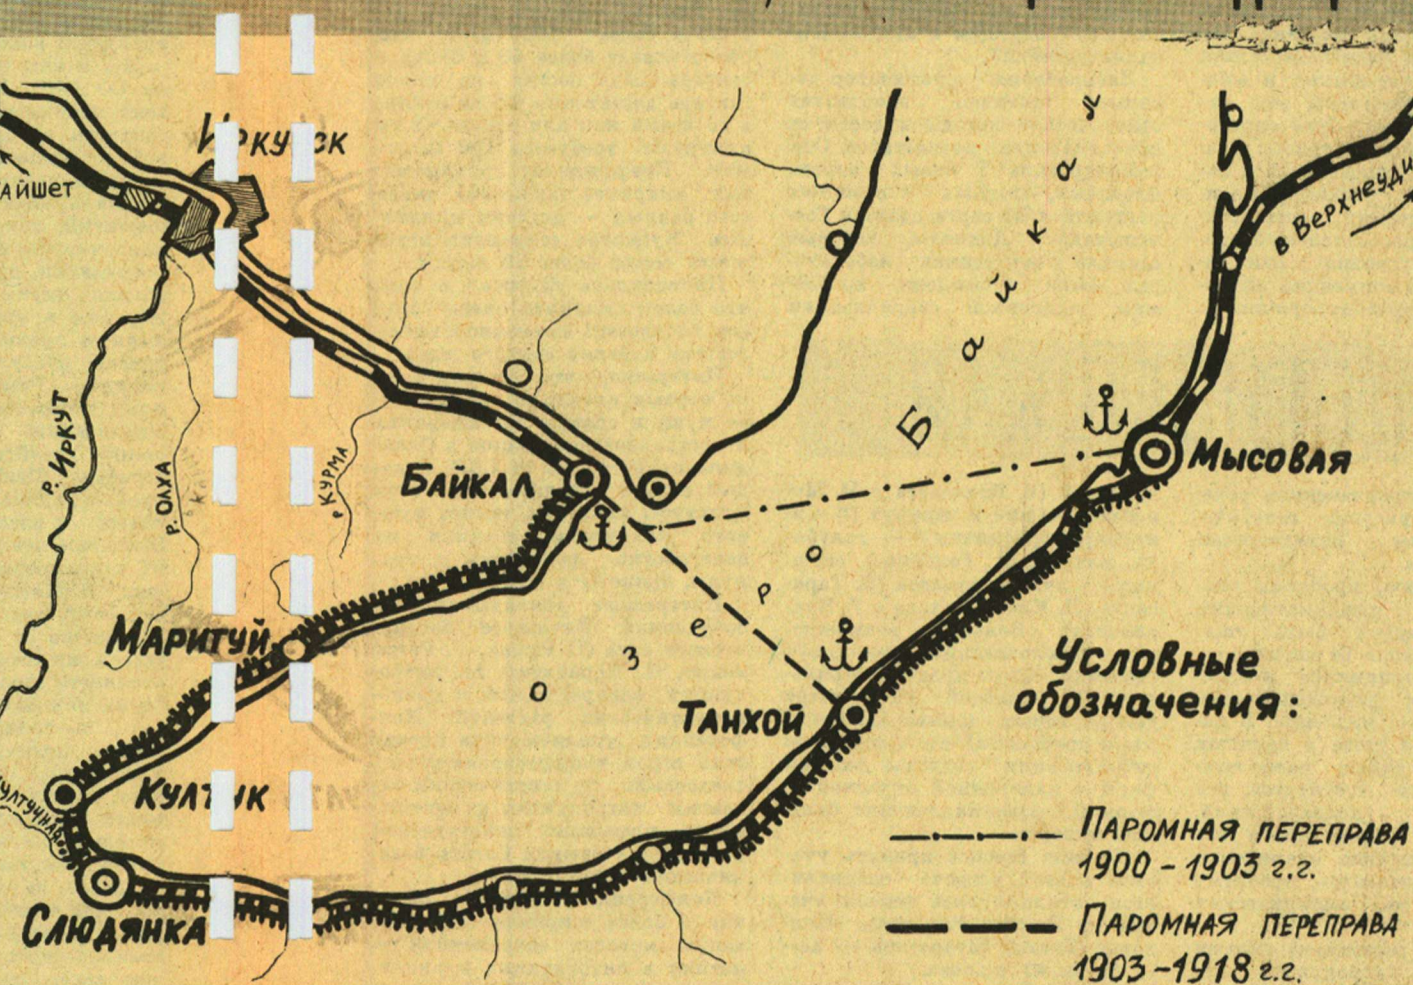 Иркутск
айшет
в Верхнеуди
р. Иркут
р. Олха
р Курма
Байкал
Мысовая
Маритуй
озеро Байкал
Танхой
Условные
обозначения:
Култук
Слюдянка
Паромная переправа
1900 - 1903 г.г.
Паромная переправа
1903 - 1918 г.г.